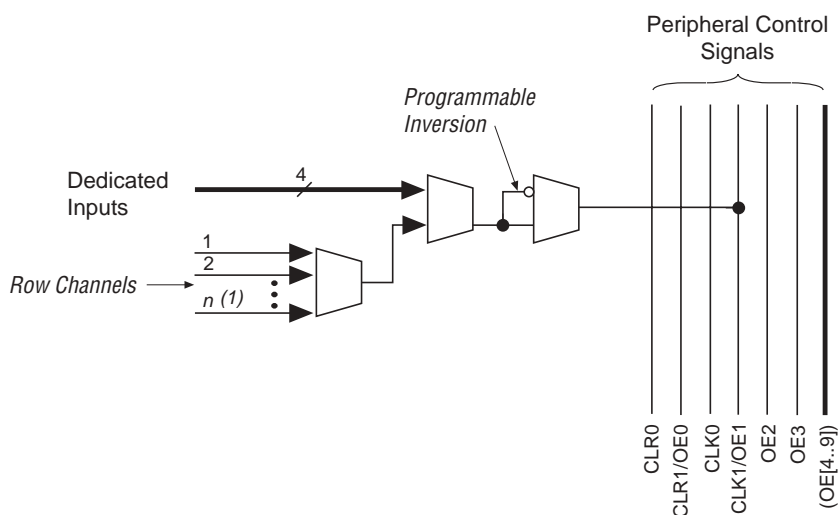 Peripheral Control
Signals
Programmable
Inversion
4
Dedicated
Inputs
1
2
Row Channels
n (1)
CLR0
CLR1/OE0
CLK0
CLK1/OE1
OE2
OE3
(OE[4..9])